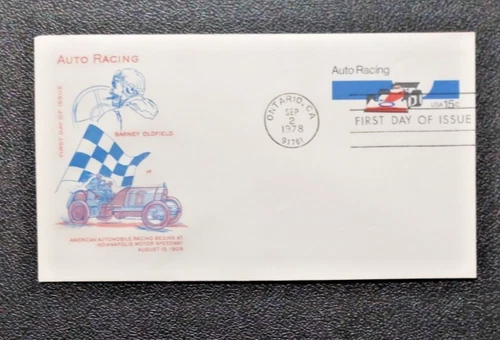 AUTO RACING
FIRST DAY OF ISSUE
BARNEY OLDFIELD
AMERICAN AUTOMOBILE RACING BEGINS AT
INDIANAPOLIS MOTOR SPEEDWAY
AUGUST 19, 1909
ONTARIO, CA
SEP
2
1978
91761
Auto Racing
USA 15c
FIRST DAY OF ISSUE